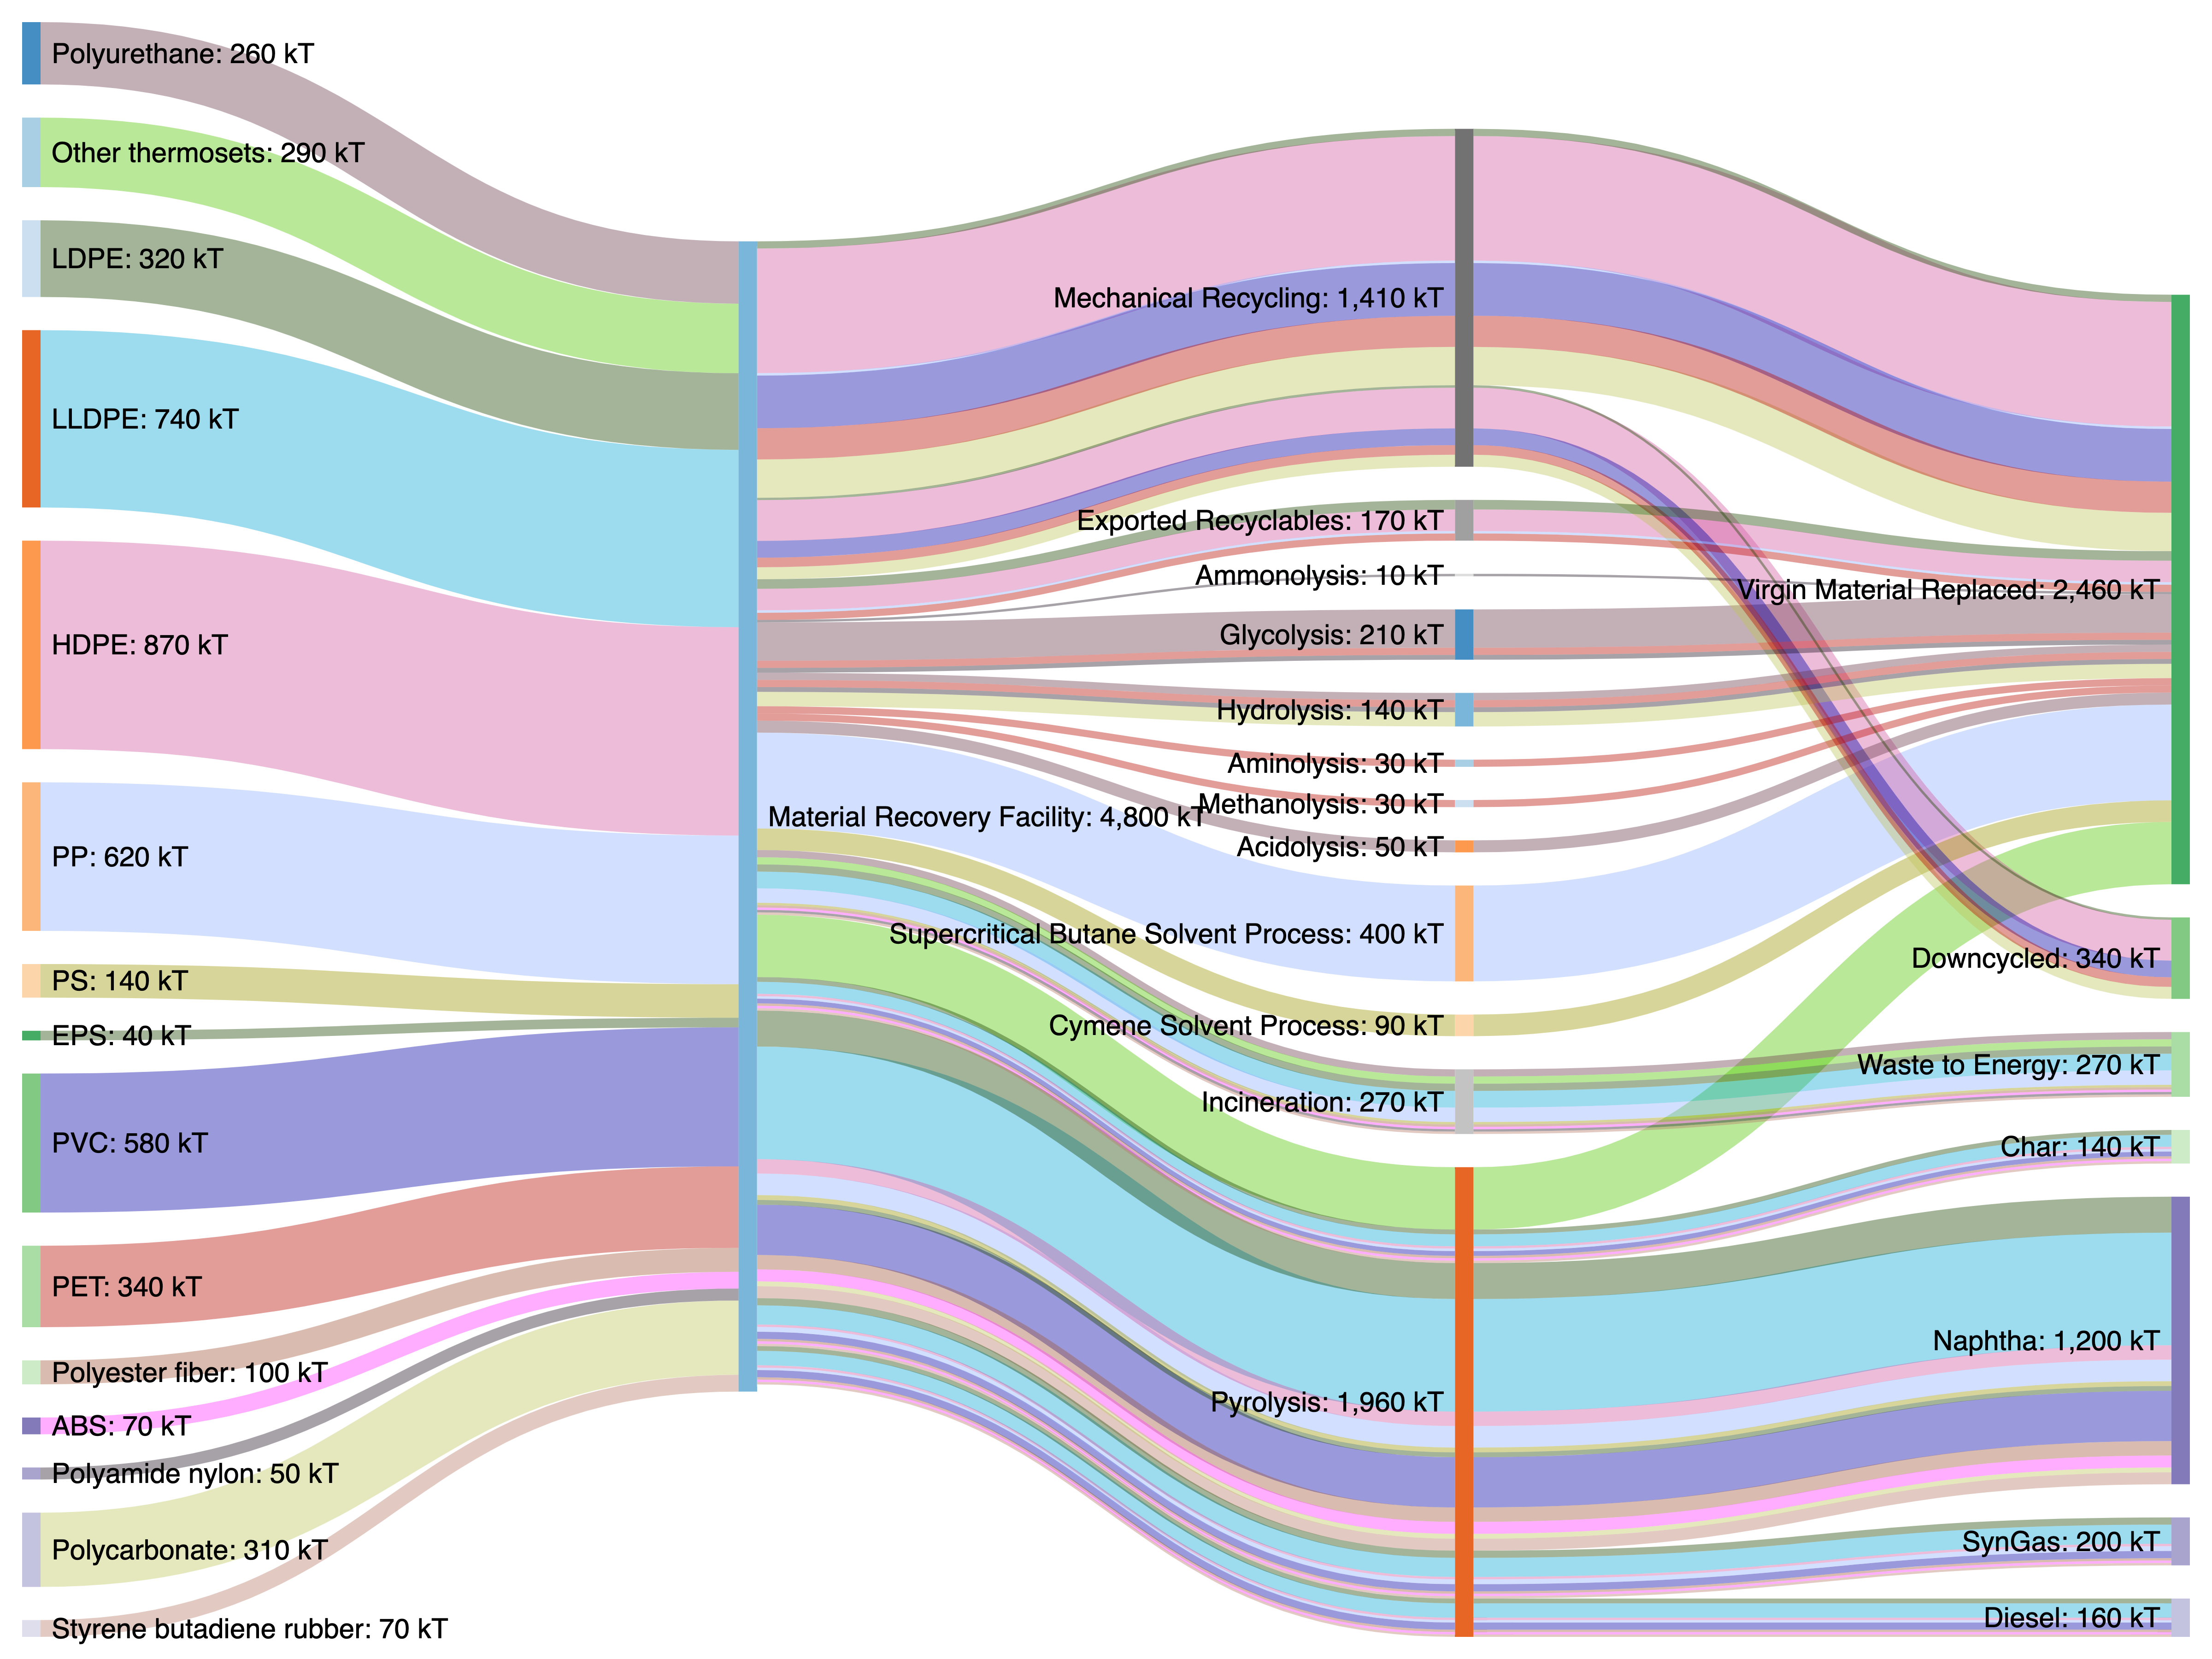 Polyurethane: 260 kT
Other thermosets: 290 kT
LDPE: 320 kT
LLDPE: 740 kT
HDPE: 870 kT
PP: 620 kT
PS: 140 kT
EPS: 40 kT
PVC: 580 kT
PET: 340 kT
Polyester fiber: 100 kT
ABS: 70 kT
Polyamide nylon: 50 kT
Polycarbonate: 310 kT
Styrene butadiene rubber: 70 kT
Material Recovery Facility: 4,800 kT
Mechanical Recycling: 1,410 kT
Exported Recyclables: 170 kT
Ammonolysis: 10 kT
Glycolysis: 210 kT
Hydrolysis: 140 kT
Aminolysis: 30 kT
Methanolysis: 30 kT
Acidolysis: 50 kT
Supercritical Butane Solvent Process: 400 kT
Cymene Solvent Process: 90 kT
Incineration: 270 kT
Pyrolysis: 1,960 kT
Virgin Material Replaced: 2,460 kT
Downcycled: 340 kT
Waste to Energy: 270 kT
Char: 140 kT
Naphtha: 1,200 kT
SynGas: 200 kT
Diesel: 160 kT